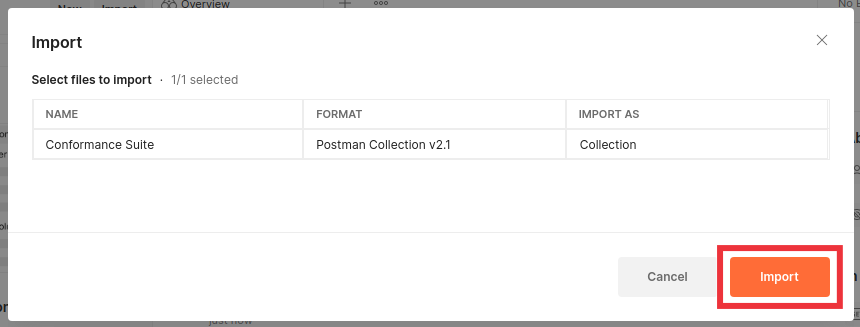 New Import Overview
No
Import
Select files to import · 1/1 selected
NAME FORMAT IMPORT AS
Conformance Suite Postman Collection v2.1 Collection
Cancel Import
just now